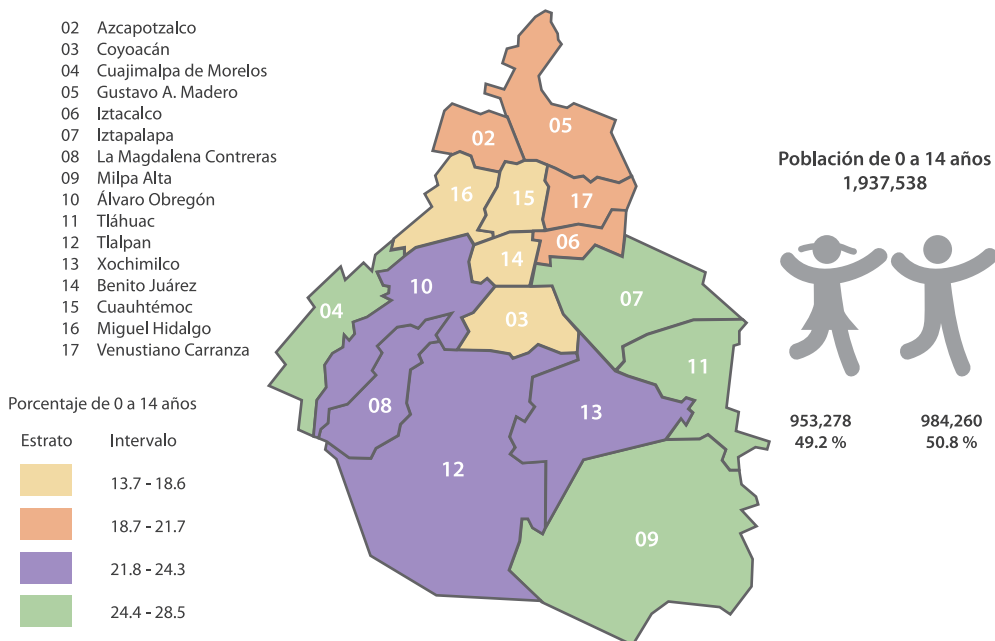 02 Azcapotzalco
03 Coyoacán
04 Cuajimalpa de Morelos
05 Gustavo A. Madero
06 Iztacalco
07 Iztapalapa
08 La Magdalena Contreras
09 Milpa Alta
10 Álvaro Obregón
11 Tláhuac
12 Tlalpan
13 Xochimilco
14 Benito Juárez
15 Cuauhtémoc
16 Miguel Hidalgo
17 Venustiano Carranza
Porcentaje de 0 a 14 años
Estrato Intervalo
13.7 - 18.6
18.7 - 21.7
21.8 - 24.3
24.4 - 28.5
05
02
16
15
17
06
14
10
07
04
03
11
08
13
12
09
Población de 0 a 14 años
1,937,538
953,278 984,260
49.2 % 50.8 %